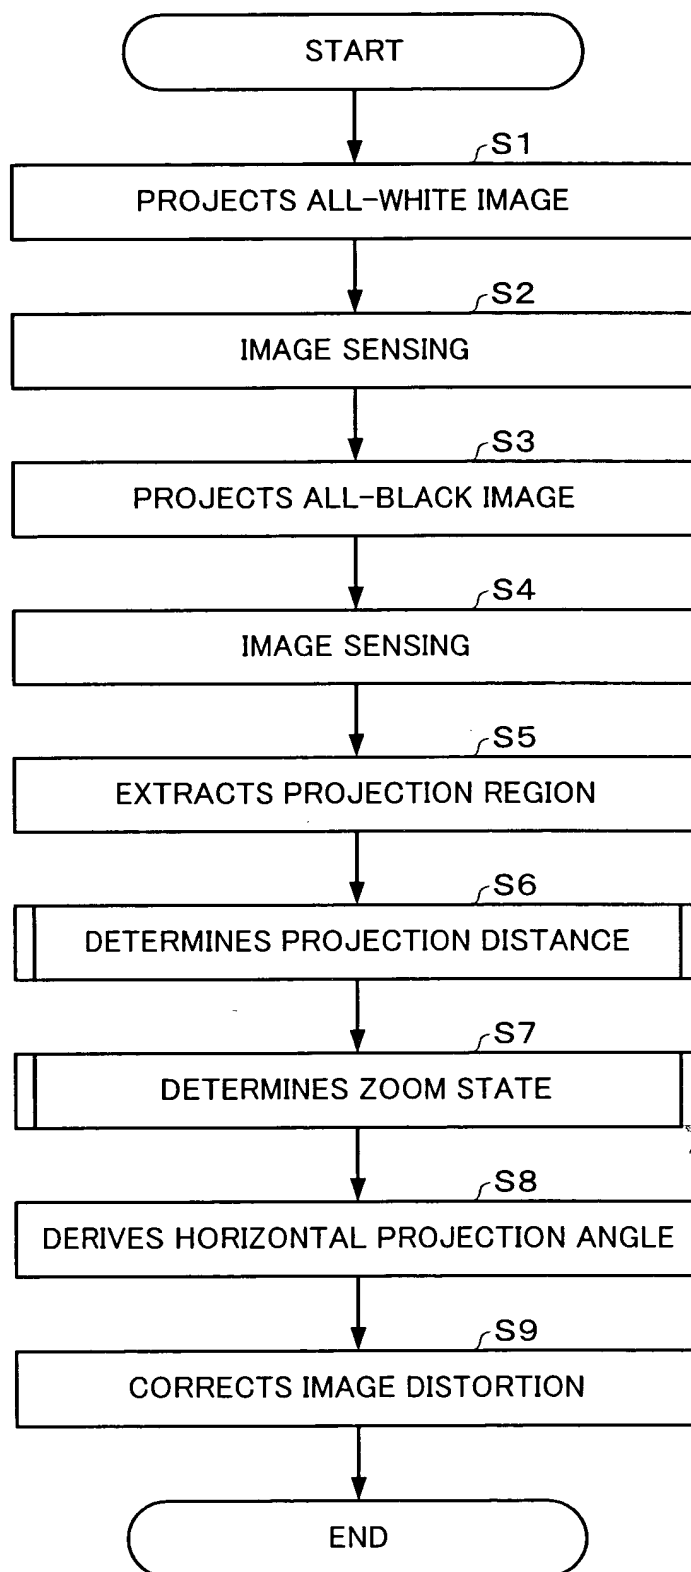 START
S1
PROJECTS ALL-WHITE IMAGE
S2
IMAGE SENSING
S3
PROJECTS ALL-BLACK IMAGE
S4
IMAGE SENSING
S5
EXTRACTS PROJECTION REGION
S6
DETERMINES PROJECTION DISTANCE
S7
DETERMINES ZOOM STATE
S8
DERIVES HORIZONTAL PROJECTION ANGLE
S9
CORRECTS IMAGE DISTORTION
END